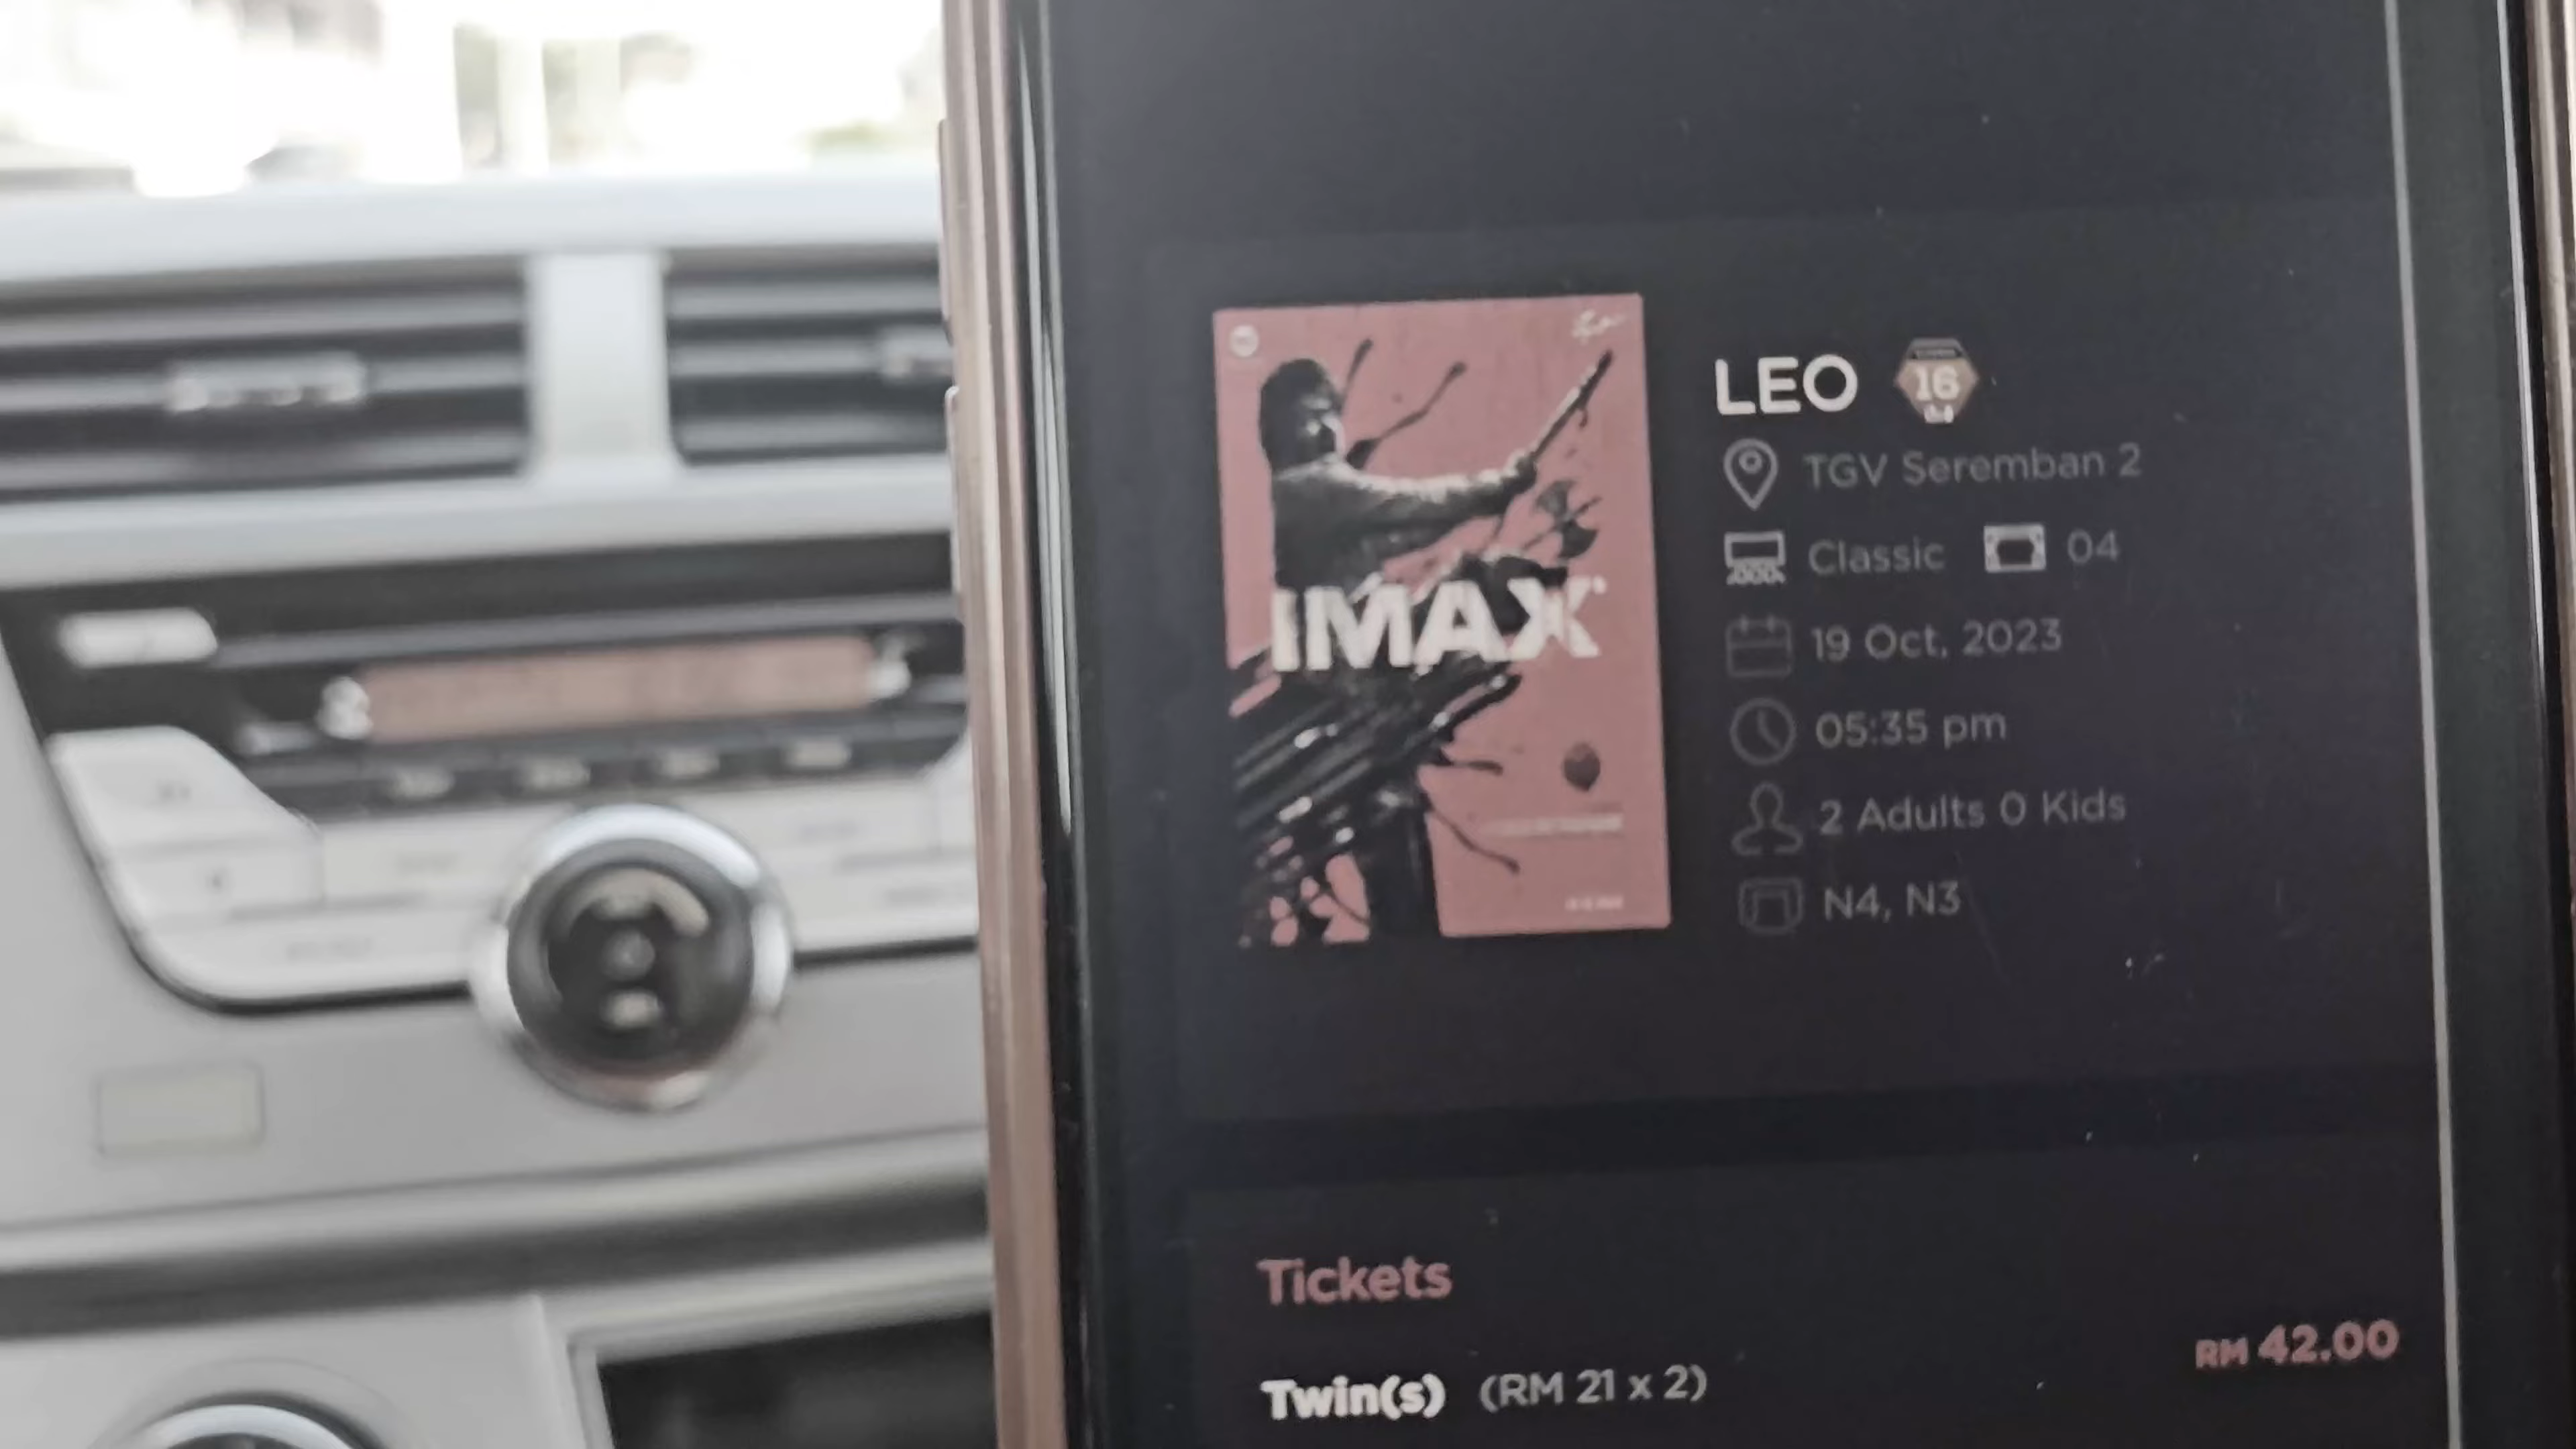 IMAX
LEO 16
TGV Seremban 2
Classic 04
19 Oct, 2023
05:35 pm
2 Adults 0 Kids
N4, N3
Tickets
RM 42.00
Twin(s) (RM 21 x 2)